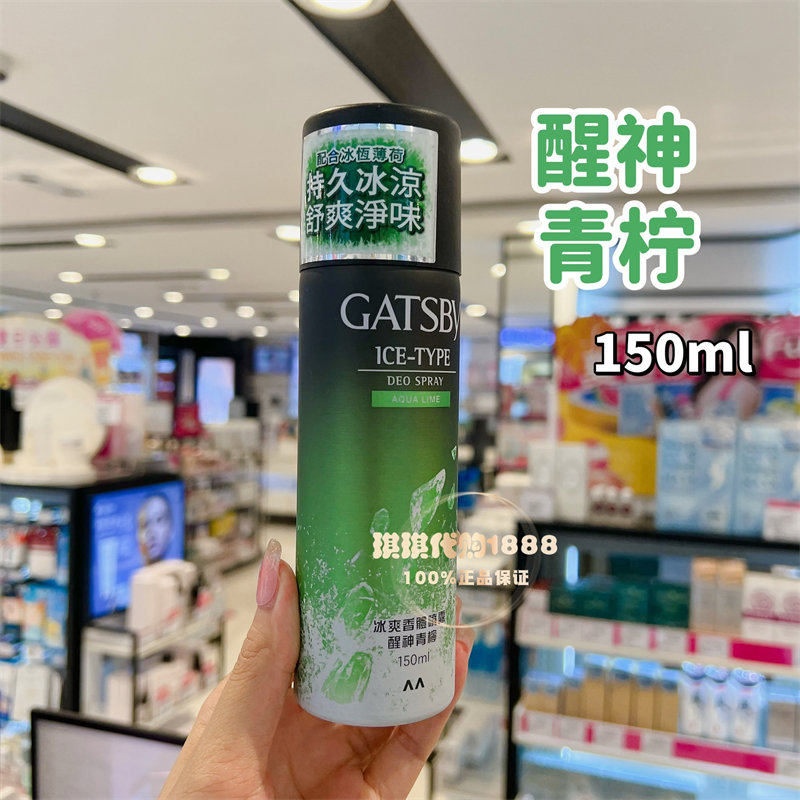 配合冰恆薄荷
持久冰涼
舒爽淨味
GATSBY
ICE-TYPE
DEO SPRAY
AQUA LIME
琪琪代购1888
100%正品保证
冰爽香體噴霧
醒神青檸
150ml
醒神
青柠
150ml